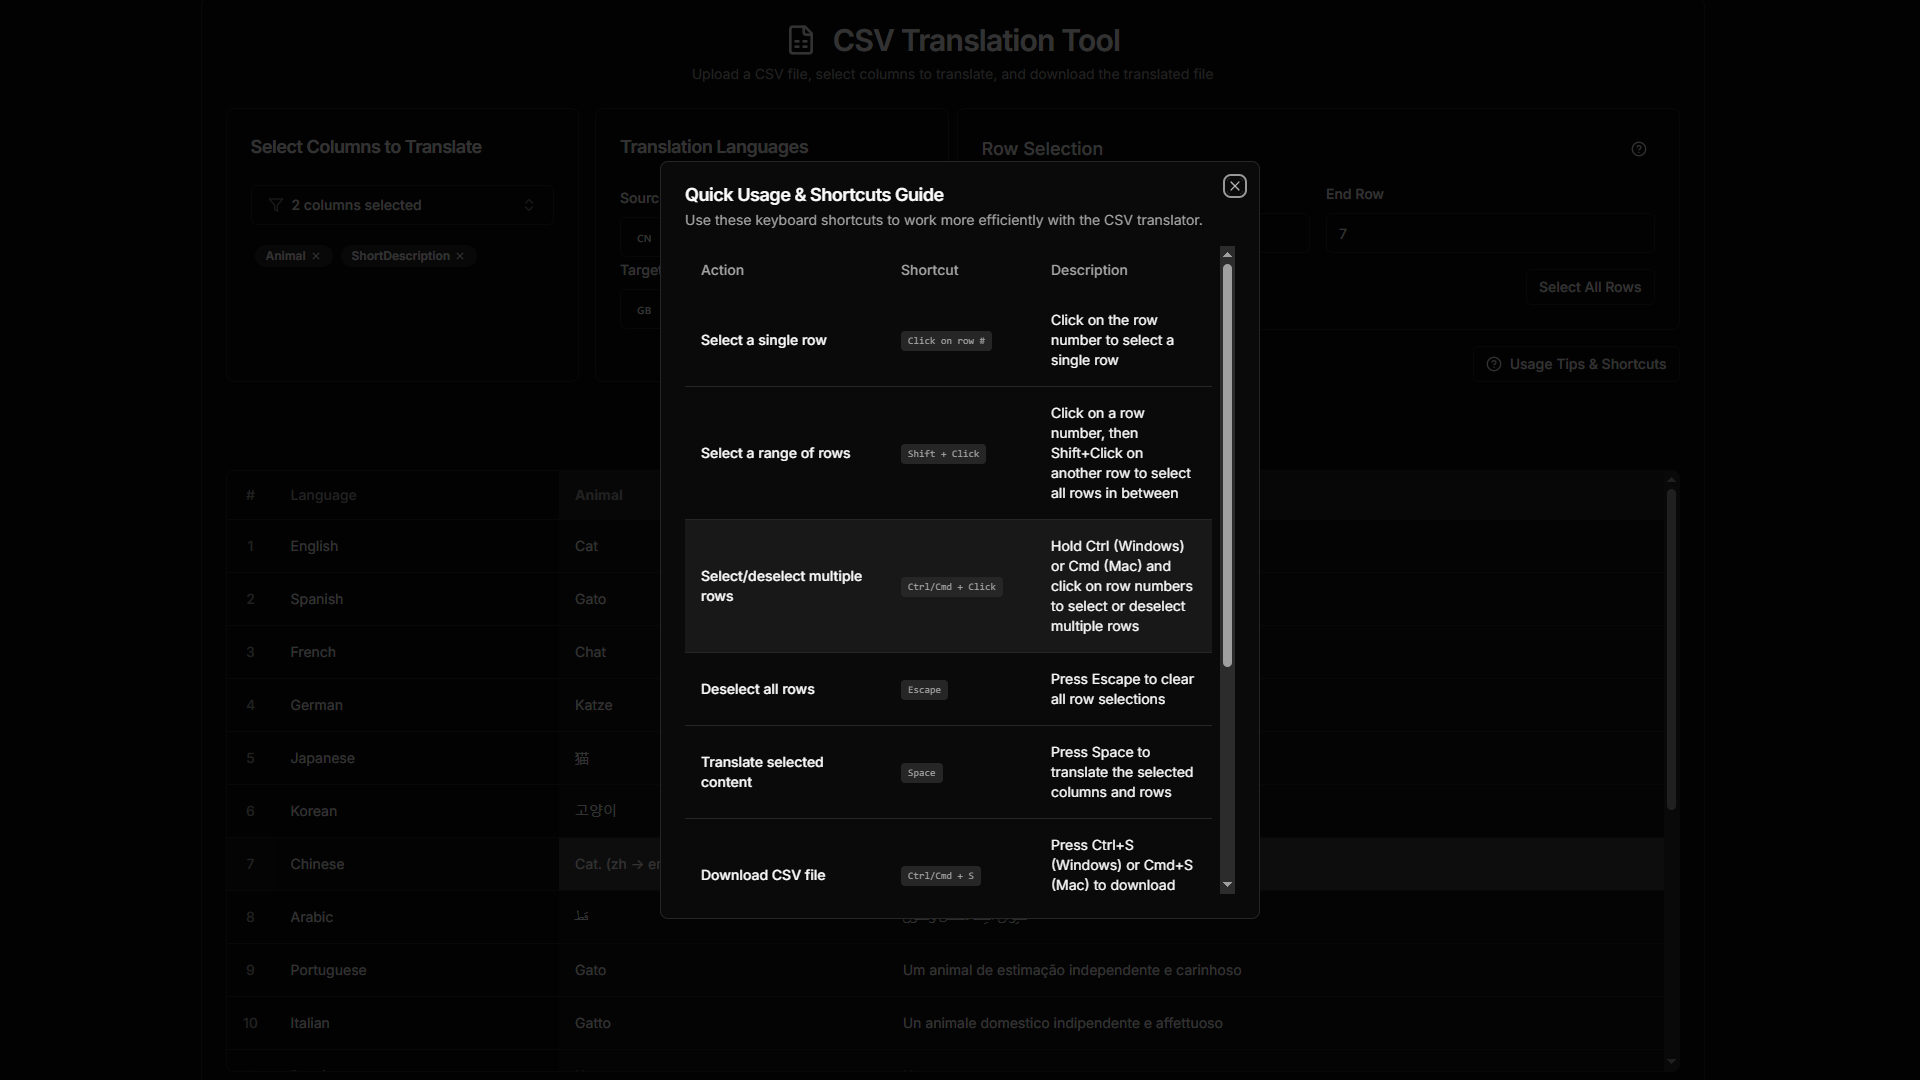 CSV Translation Tool
Upload a CSV file, select columns to translate, and download the translated file
Select Columns to Translate
2 columns selected
Animal
ShortDescription
Translation Languages
Sourc
CN
Target
GB
Row Selection
End Row
7
Select All Rows
Usage Tips & Shortcuts
Quick Usage & Shortcuts Guide
Use these keyboard shortcuts to work more efficiently with the CSV translator.
Action Shortcut Description
Select a single row
Click on row #
Click on the row
number to select a
single row
Select a range of rows
Shift + Click
Click on a row
number, then
Shift+Click on
another row to select
all rows in between
Select/deselect multiple
rows
Ctrl/Cmd + Click
Hold Ctrl (Windows)
or Cmd (Mac) and
click on row numbers
to select or deselect
multiple rows
Deselect all rows
Escape
Press Escape to clear
all row selections
Translate selected
content
Space
Press Space to
translate the selected
columns and rows
Download CSV file
Ctrl/Cmd + S
Press Ctrl+S
(Windows) or Cmd+S
(Mac) to download
# Language Animal
1 English Cat
2 Spanish Gato
3 French Chat
4 German Katze
5 Japanese 猫
6 Korean 고양이
7 Chinese Cat. (zh → en
8 Arabic قط
9 Portuguese Gato Um animal de estimação independente e carinhoso
10 Italian Gatto Un animale domestico indipendente e affettuoso